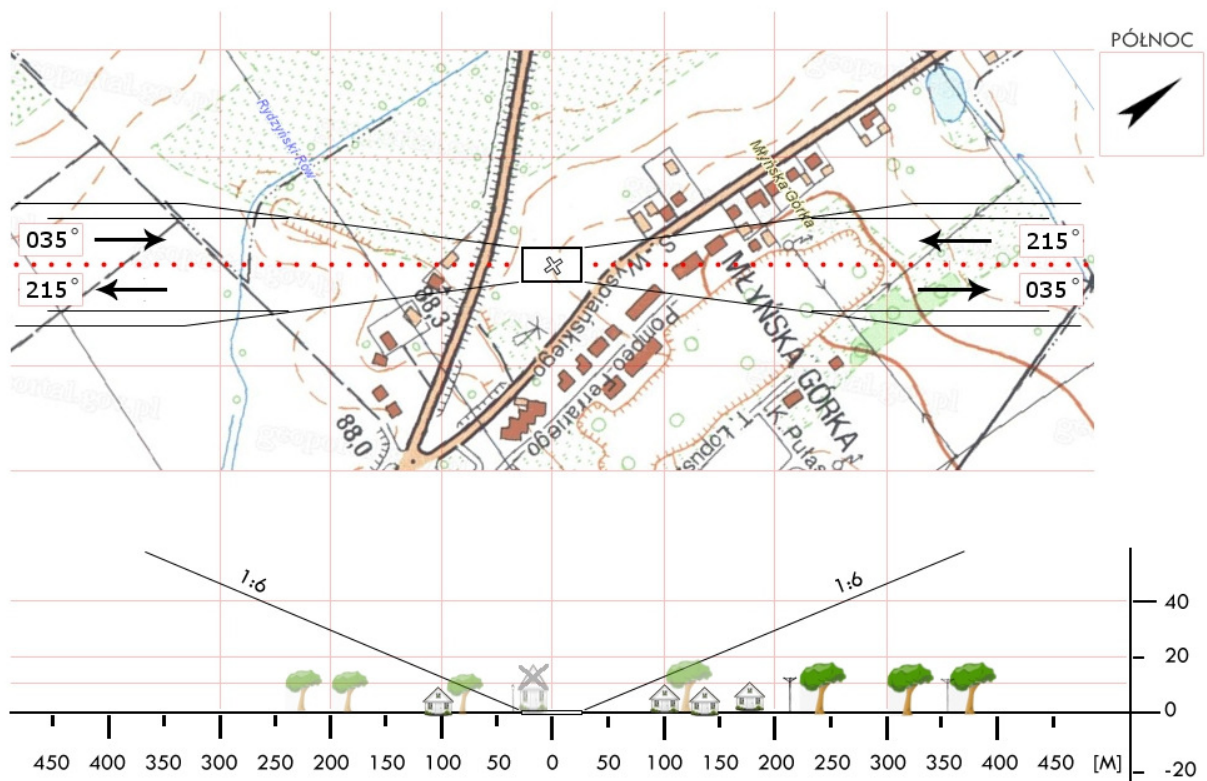 PÓŁNOC
Rydzyński-Rów
Młyńska Górka
035°
215°
215°
035°
88,3
S.-Wysolańskiego
MŁYŃSKA GÓRKA
Pompeo-Ferrariego
88,0
T. Łopus
K. Pułas
1:6
1:6
40
20
0
-20
450 400 350 300 250 200 150 100 50 0 50 100 150 200 250 300 350 400 450 [M]